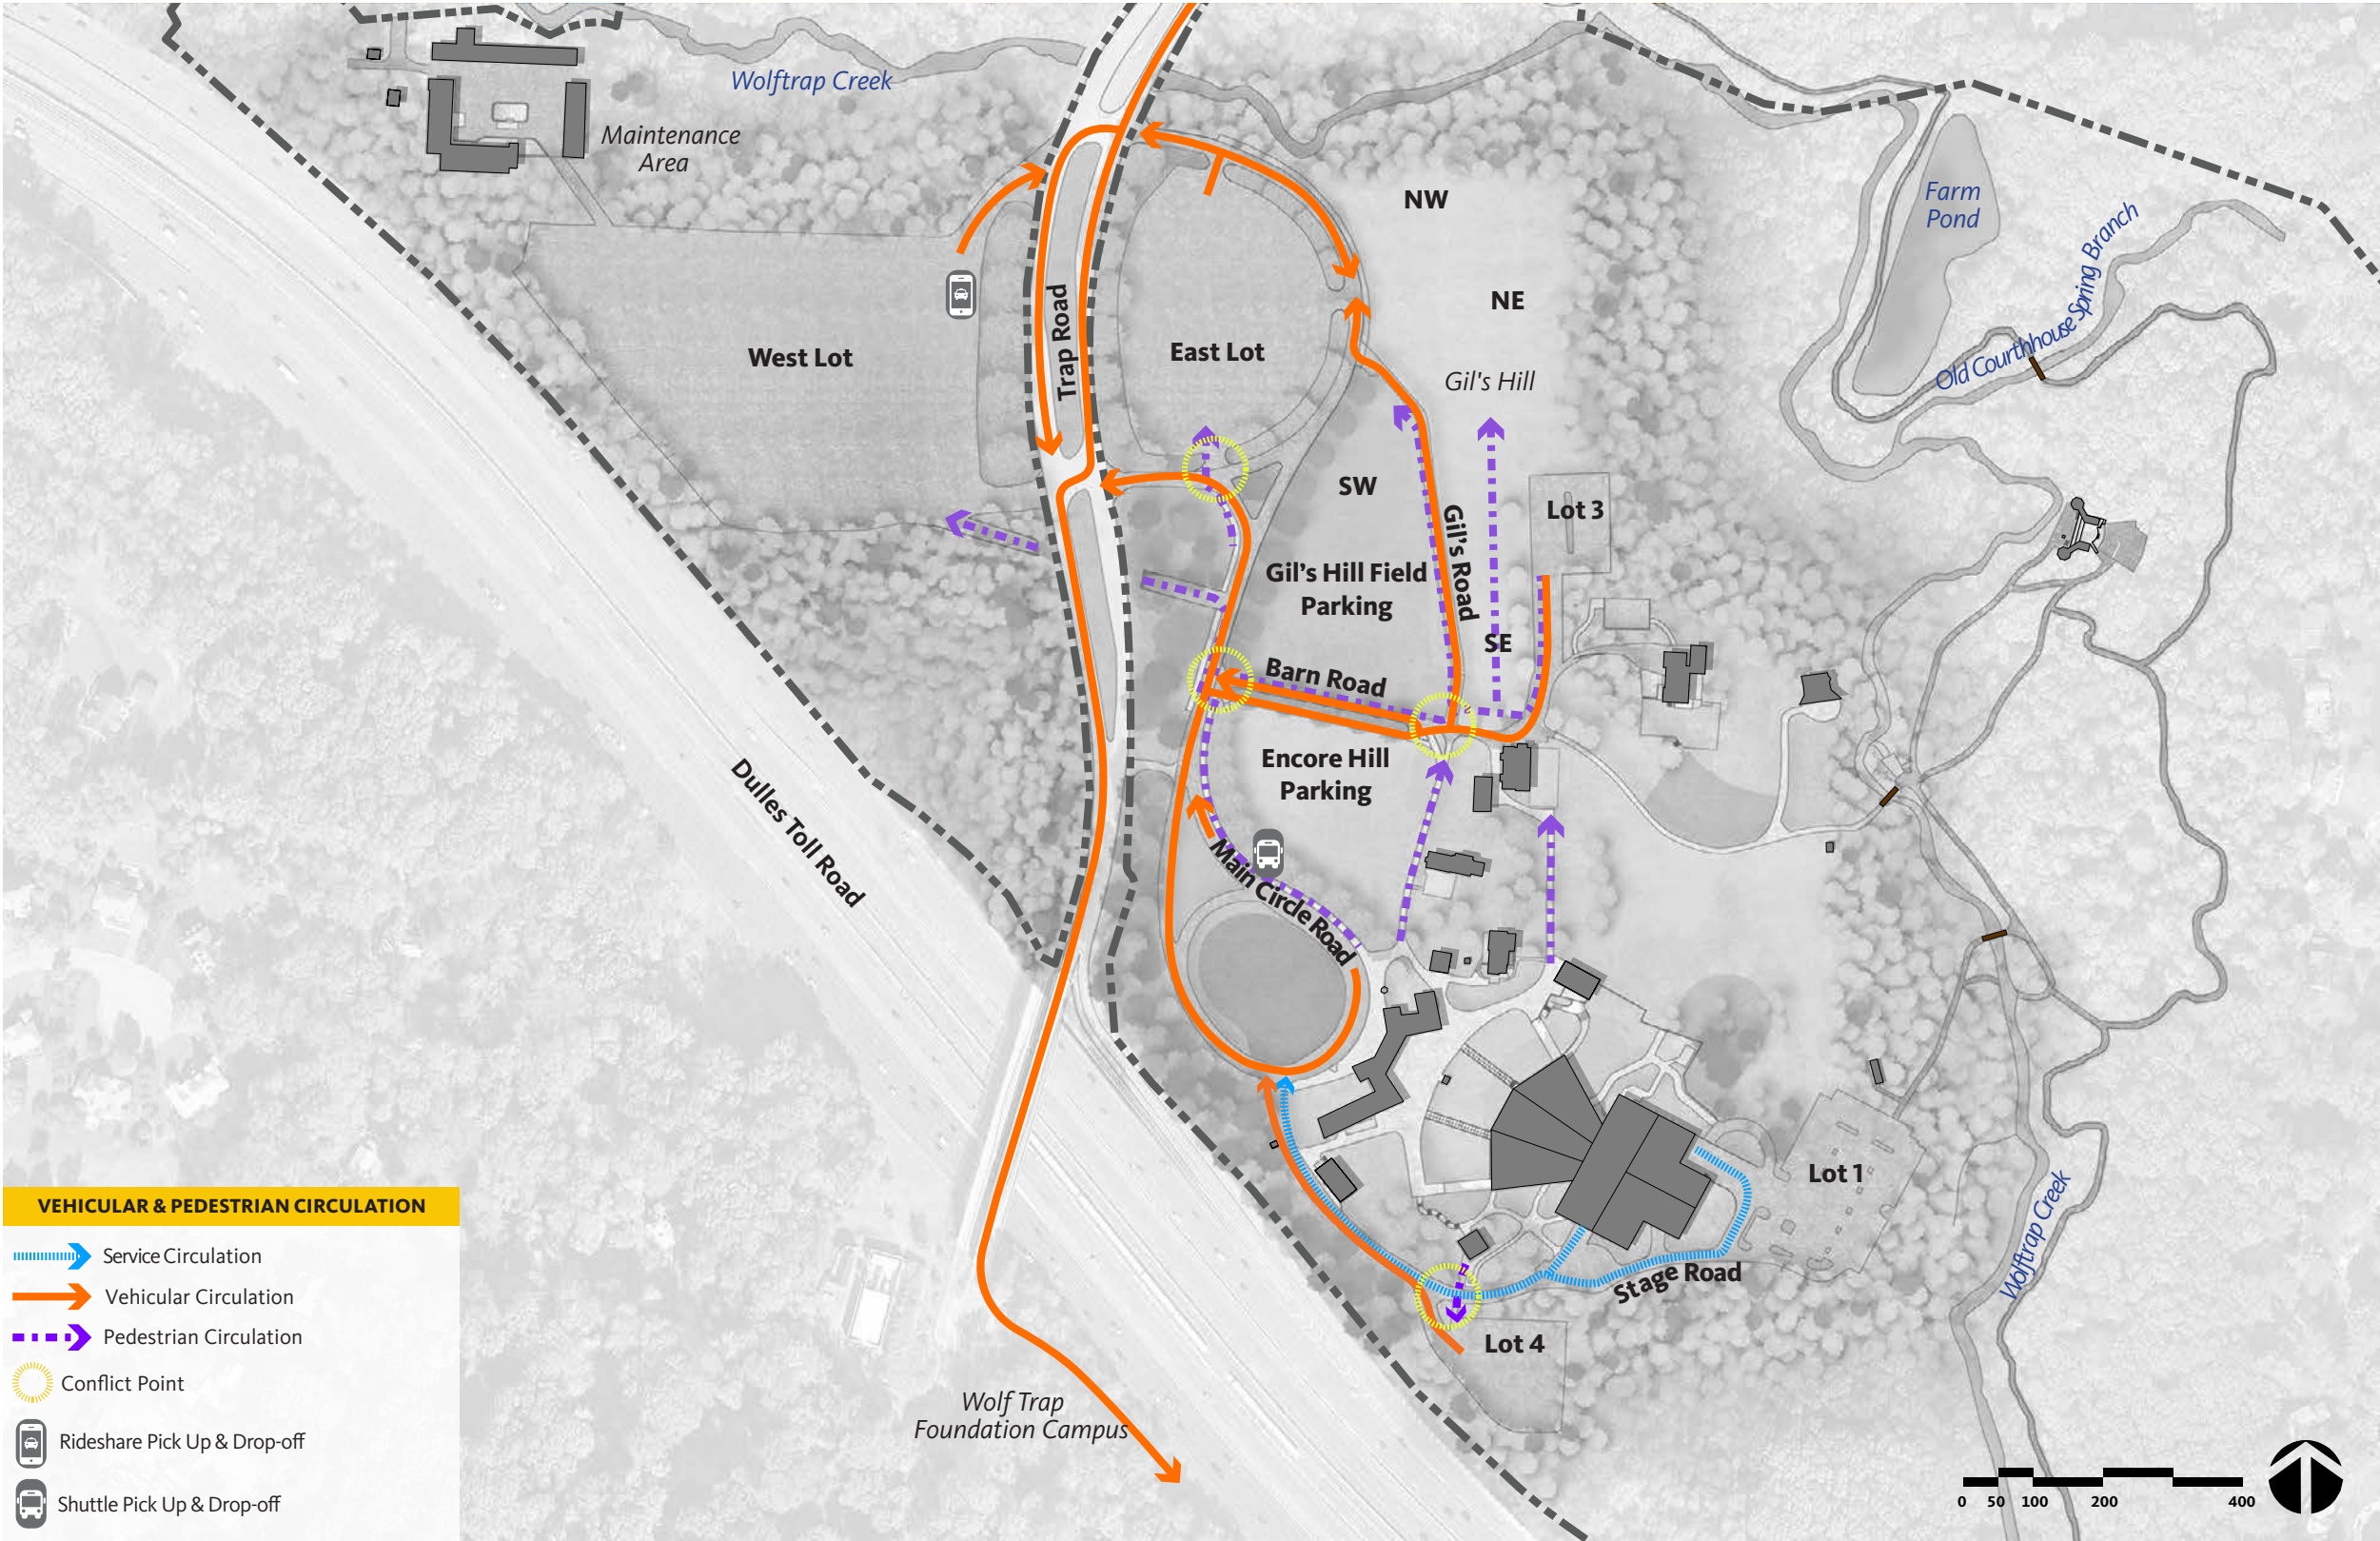 Wolftrap Creek
Maintenance
Area
NW
Farm
Pond
Old Courthhouse Spring Branch
NE
West Lot
Trap Road
East Lot
Gil's Hill
SW
Lot 3
Gil's Road
Gil's Hill Field
Parking
SE
Barn Road
Encore Hill
Parking
Dulles Toll Road
Main Circle Road
Lot 1
Wolftrap Creek
Stage Road
Lot 4
Wolf Trap
Foundation Campus
VEHICULAR & PEDESTRIAN CIRCULATION
Service Circulation
Vehicular Circulation
Pedestrian Circulation
Conflict Point
Rideshare Pick Up & Drop-off
Shuttle Pick Up & Drop-off
0 50 100 200 400